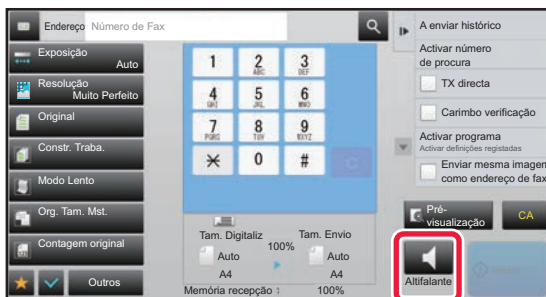 Endereço Número de Fax
Exposição
Auto
Resolução
Muito Perfeito
Original
Constr. Traba.
Modo Lento
Org. Tam. Mst.
Contagem original
Outros
1 2 3
ABC DEF
4 5 6
GHI JKL MNO
7 8 9
PQRS TUV WXYZ
0 # C
Tam. Digitaliz
100%
Tam. Envio
Auto
Auto
A4
A4
Memória recepção
100%
A enviar histórico
Activar número
de procura
TX directa
Carimbo verificação
Activar programa
Activar definições registadas
Enviar mesma imagem
como endereço de fax
Pré-
visualização
CA
Altifalante